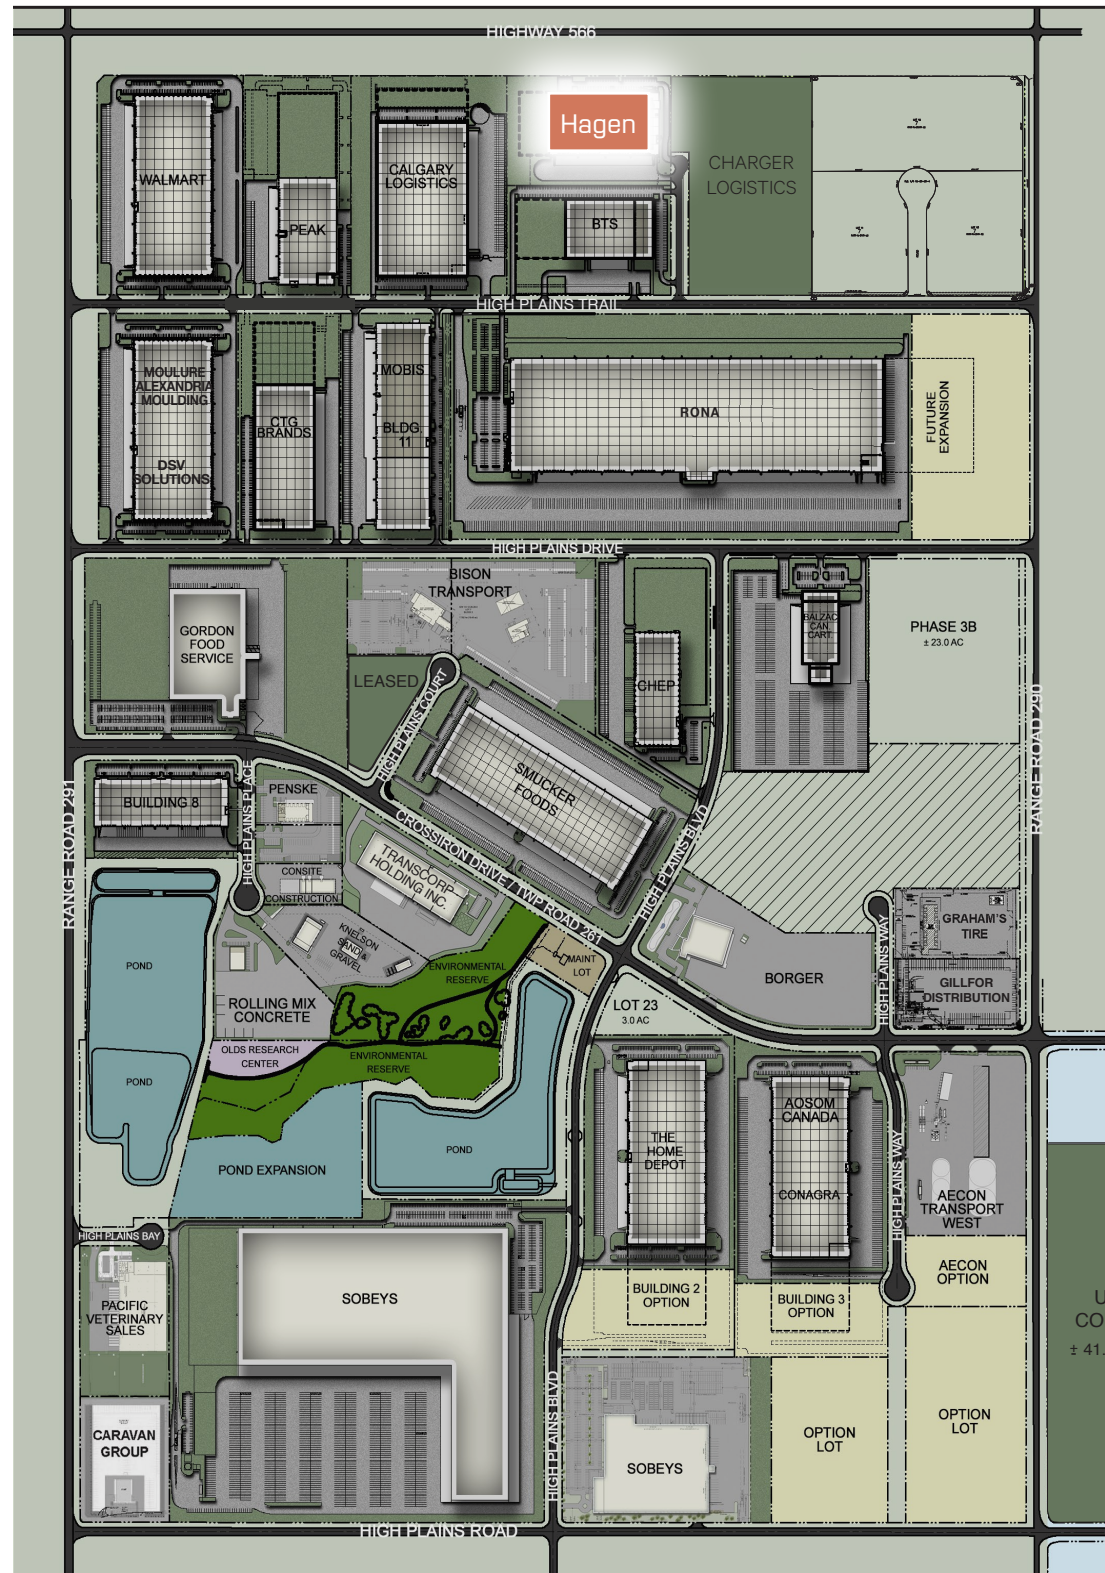 HIGHWAY 566
Hagen
WALMART
PEAK
CALGARY
LOGISTICS
BTS
CHARGER
LOGISTICS
HIGH PLAINS TRAIL
MOULURE
ALEXANDRIA
MOULDING
DSV
SOLUTIONS
CTG
BRANDS
MOBIS
BLDG.
11
RONA
FUTURE
EXPANSION
HIGH PLAINS DRIVE
GORDON
FOOD
SERVICE
BISON
TRANSPORT
LEASED
HIGH PLAINS COURT
CHEP
BALZAC
CAN
CART
PHASE 3B
± 23.0 AC
RANGE ROAD 290
RANGE ROAD 291
SMUCKER
FOODS
BUILDING 8
HIGH PLAINS PLACE
PENSKE
CONSITE
CONSTRUCTION
TRANSCORP
HOLDING INC.
CROSSIRON DRIVE / TWP ROAD 261
HIGH PLAINS BLVD
KNELSON
SAND &
GRAVEL
ENVIRONMENTAL
RESERVE
MAINT
LOT
BORGER
HIGH PLAINS WAY
GRAHAM'S
TIRE
GILLFOR
DISTRIBUTION
POND
ROLLING MIX
CONCRETE
LOT 23
3.0 AC
OLDS RESEARCH
CENTER
ENVIRONMENTAL
RESERVE
POND
POND EXPANSION
POND
THE
HOME
DEPOT
AOSOM
CANADA
CONAGRA
HIGH PLAINS WAY
AECON
TRANSPORT
WEST
HIGH PLAINS BAY
PACIFIC
VETERINARY
SALES
SOBEYS
BUILDING 2
OPTION
BUILDING 3
OPTION
AECON
OPTION
± 41.
CARAVAN
GROUP
HIGH PLAINS BLVD
SOBEYS
OPTION
LOT
OPTION
LOT
HIGH PLAINS ROAD